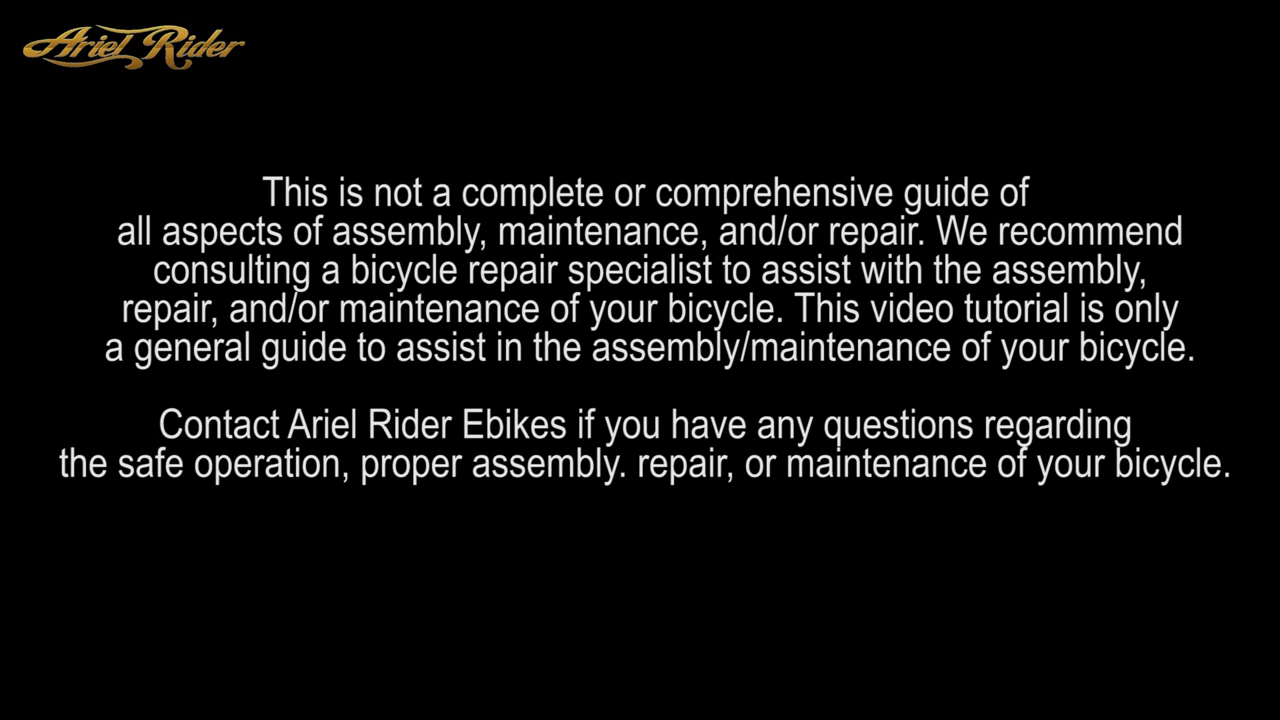 Ariel Rider
This is not a complete or comprehensive guide of
all aspects of assembly, maintenance, and/or repair. We recommend
consulting a bicycle repair specialist to assist with the assembly,
repair, and/or maintenance of your bicycle. This video tutorial is only
a general guide to assist in the assembly/maintenance of your bicycle.
Contact Ariel Rider Ebikes if you have any questions regarding
the safe operation, proper assembly. repair, or maintenance of your bicycle.